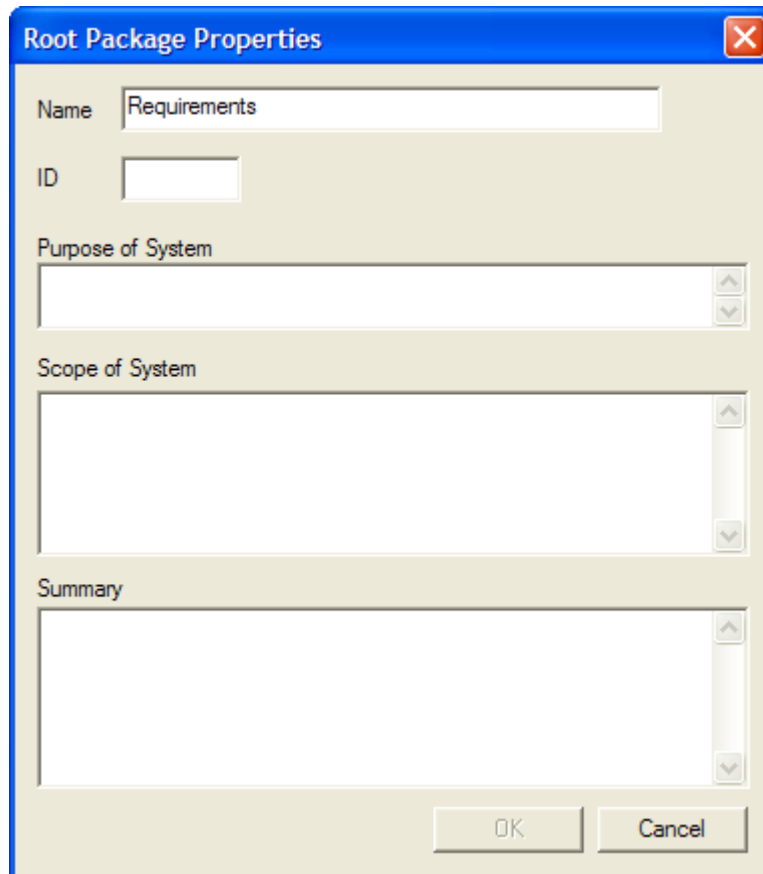 Root Package Properties
Name Requirements
ID
Purpose of System
Scope of System
Summary
OK Cancel